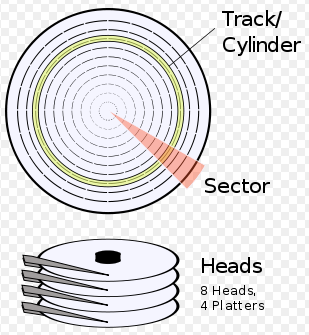 Track/
Cylinder
Sector
Heads
8 Heads,
4 Platters